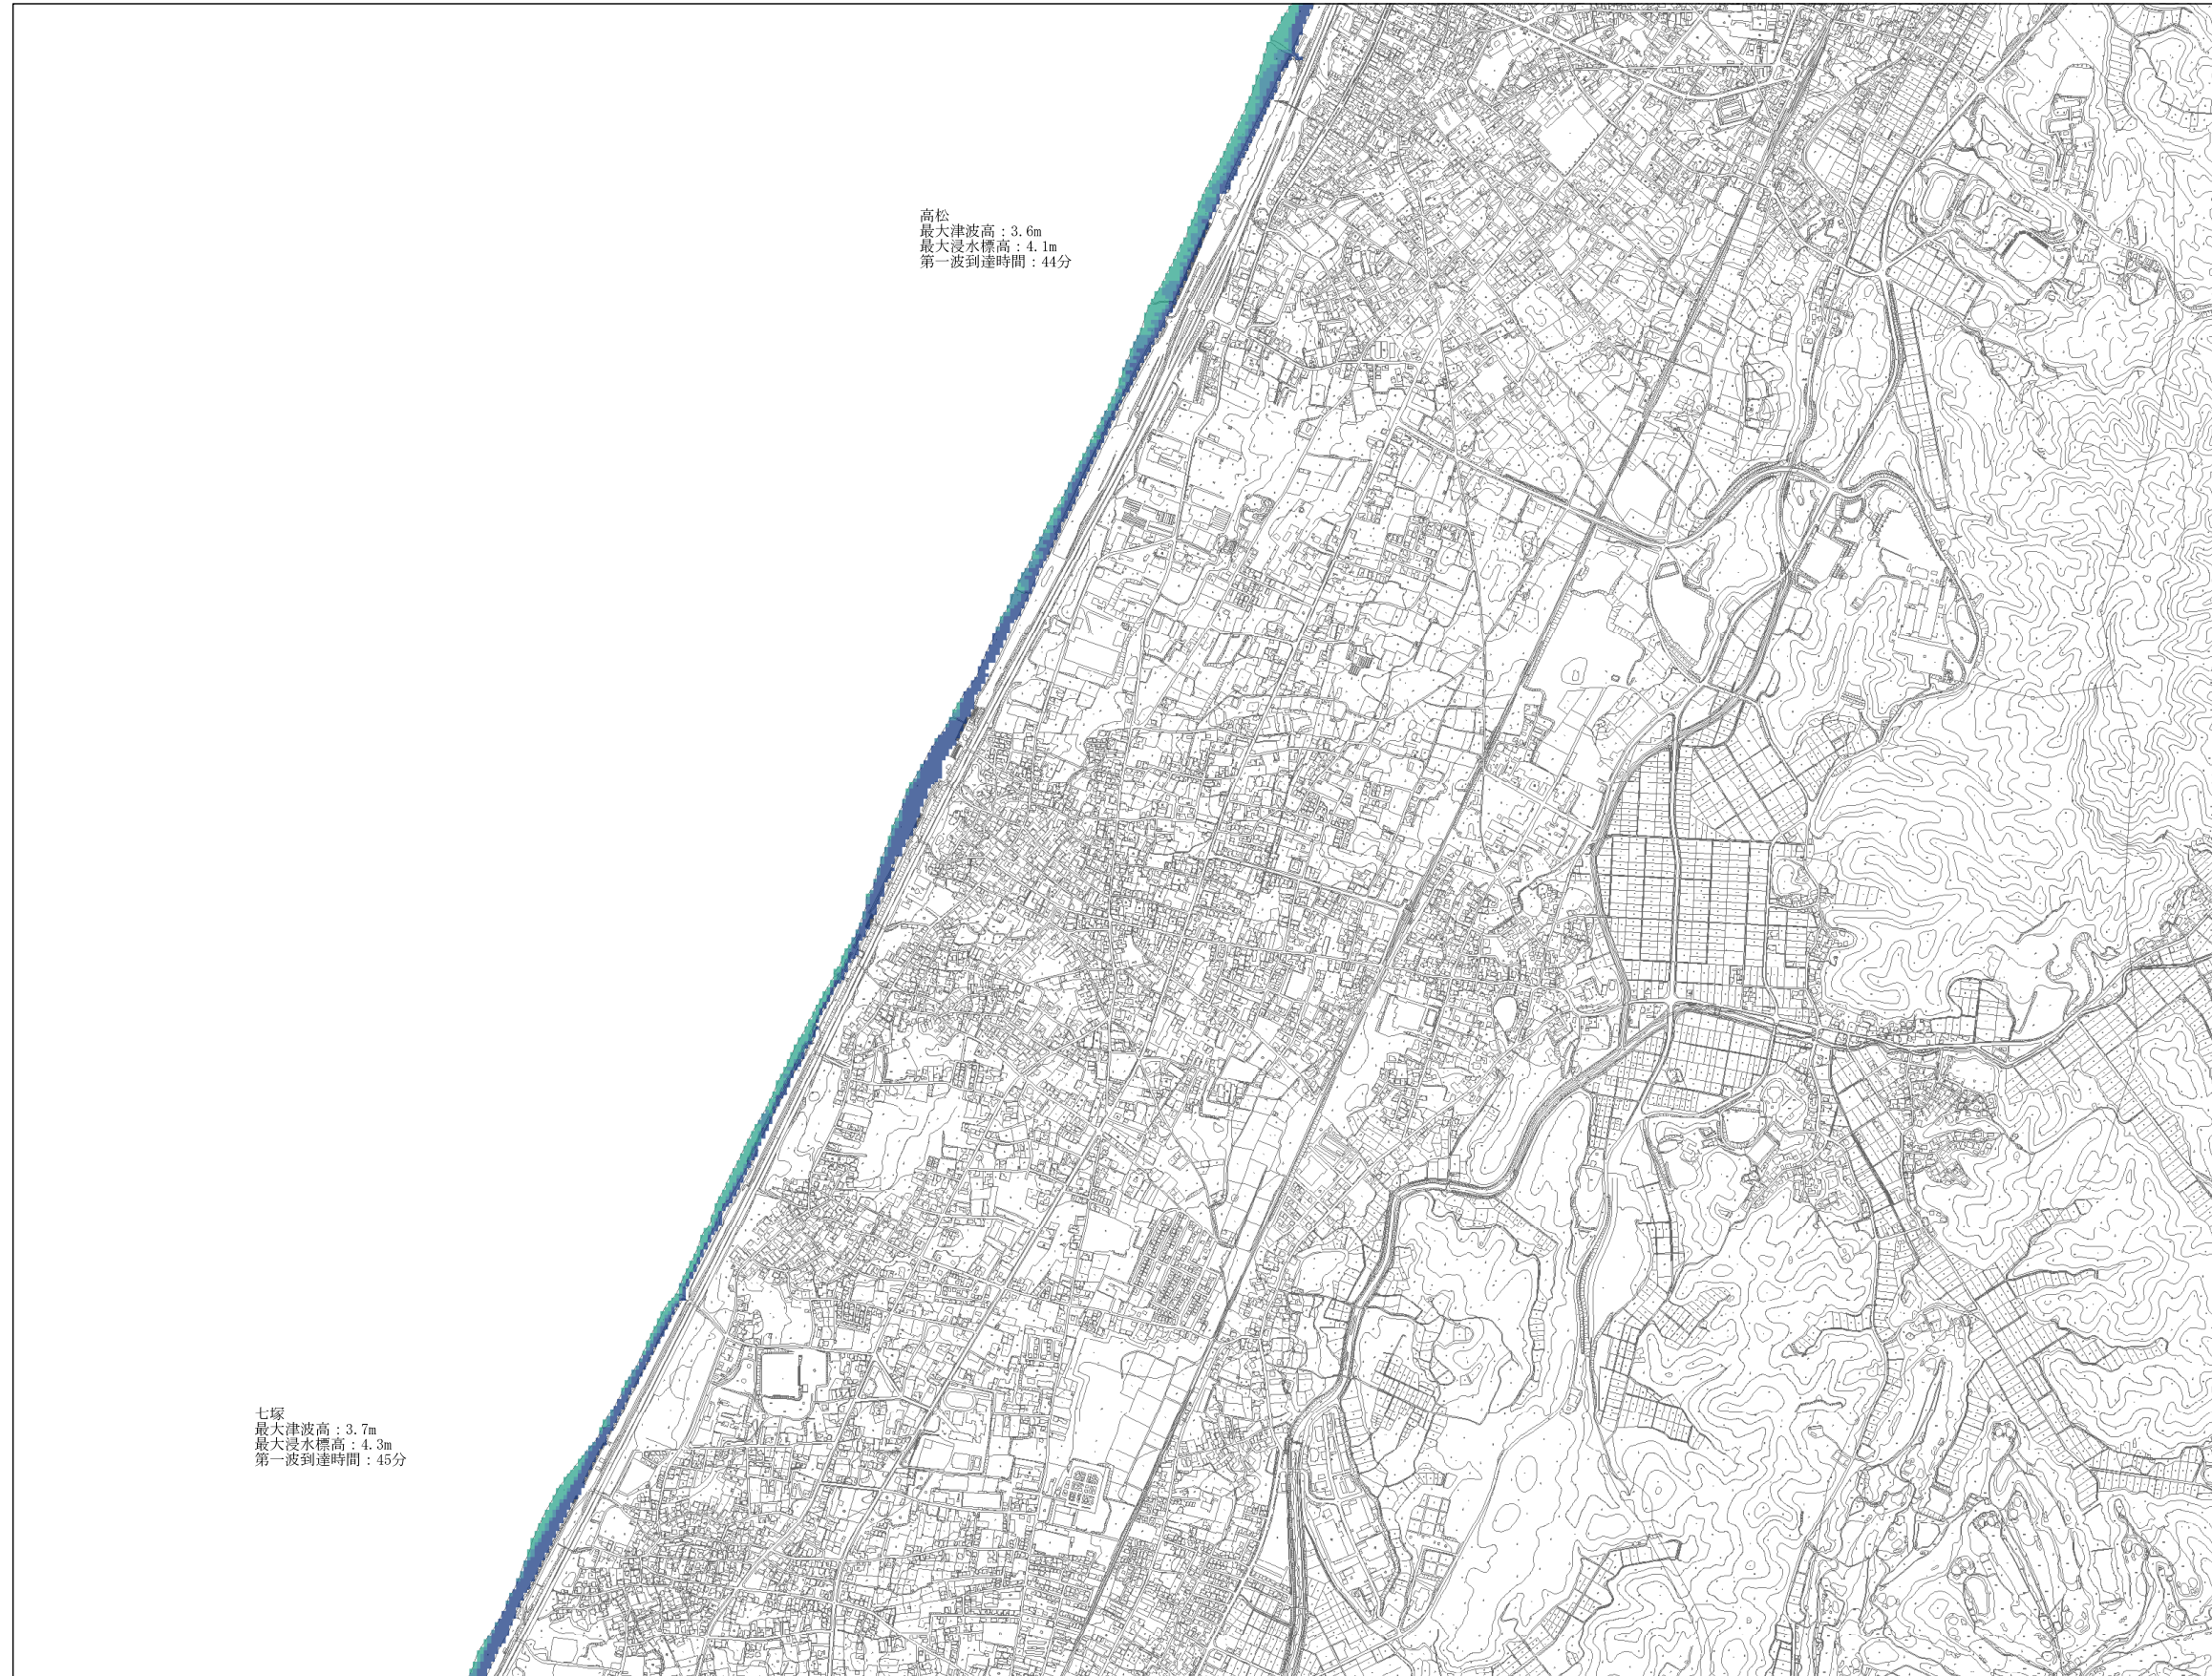 高松
最大津波高：3.6m
最大浸水標高：4.1m
第一波到達時間：44分
七塚
最大津波高：3.7m
最大浸水標高：4.3m
第一波到達時間：45分